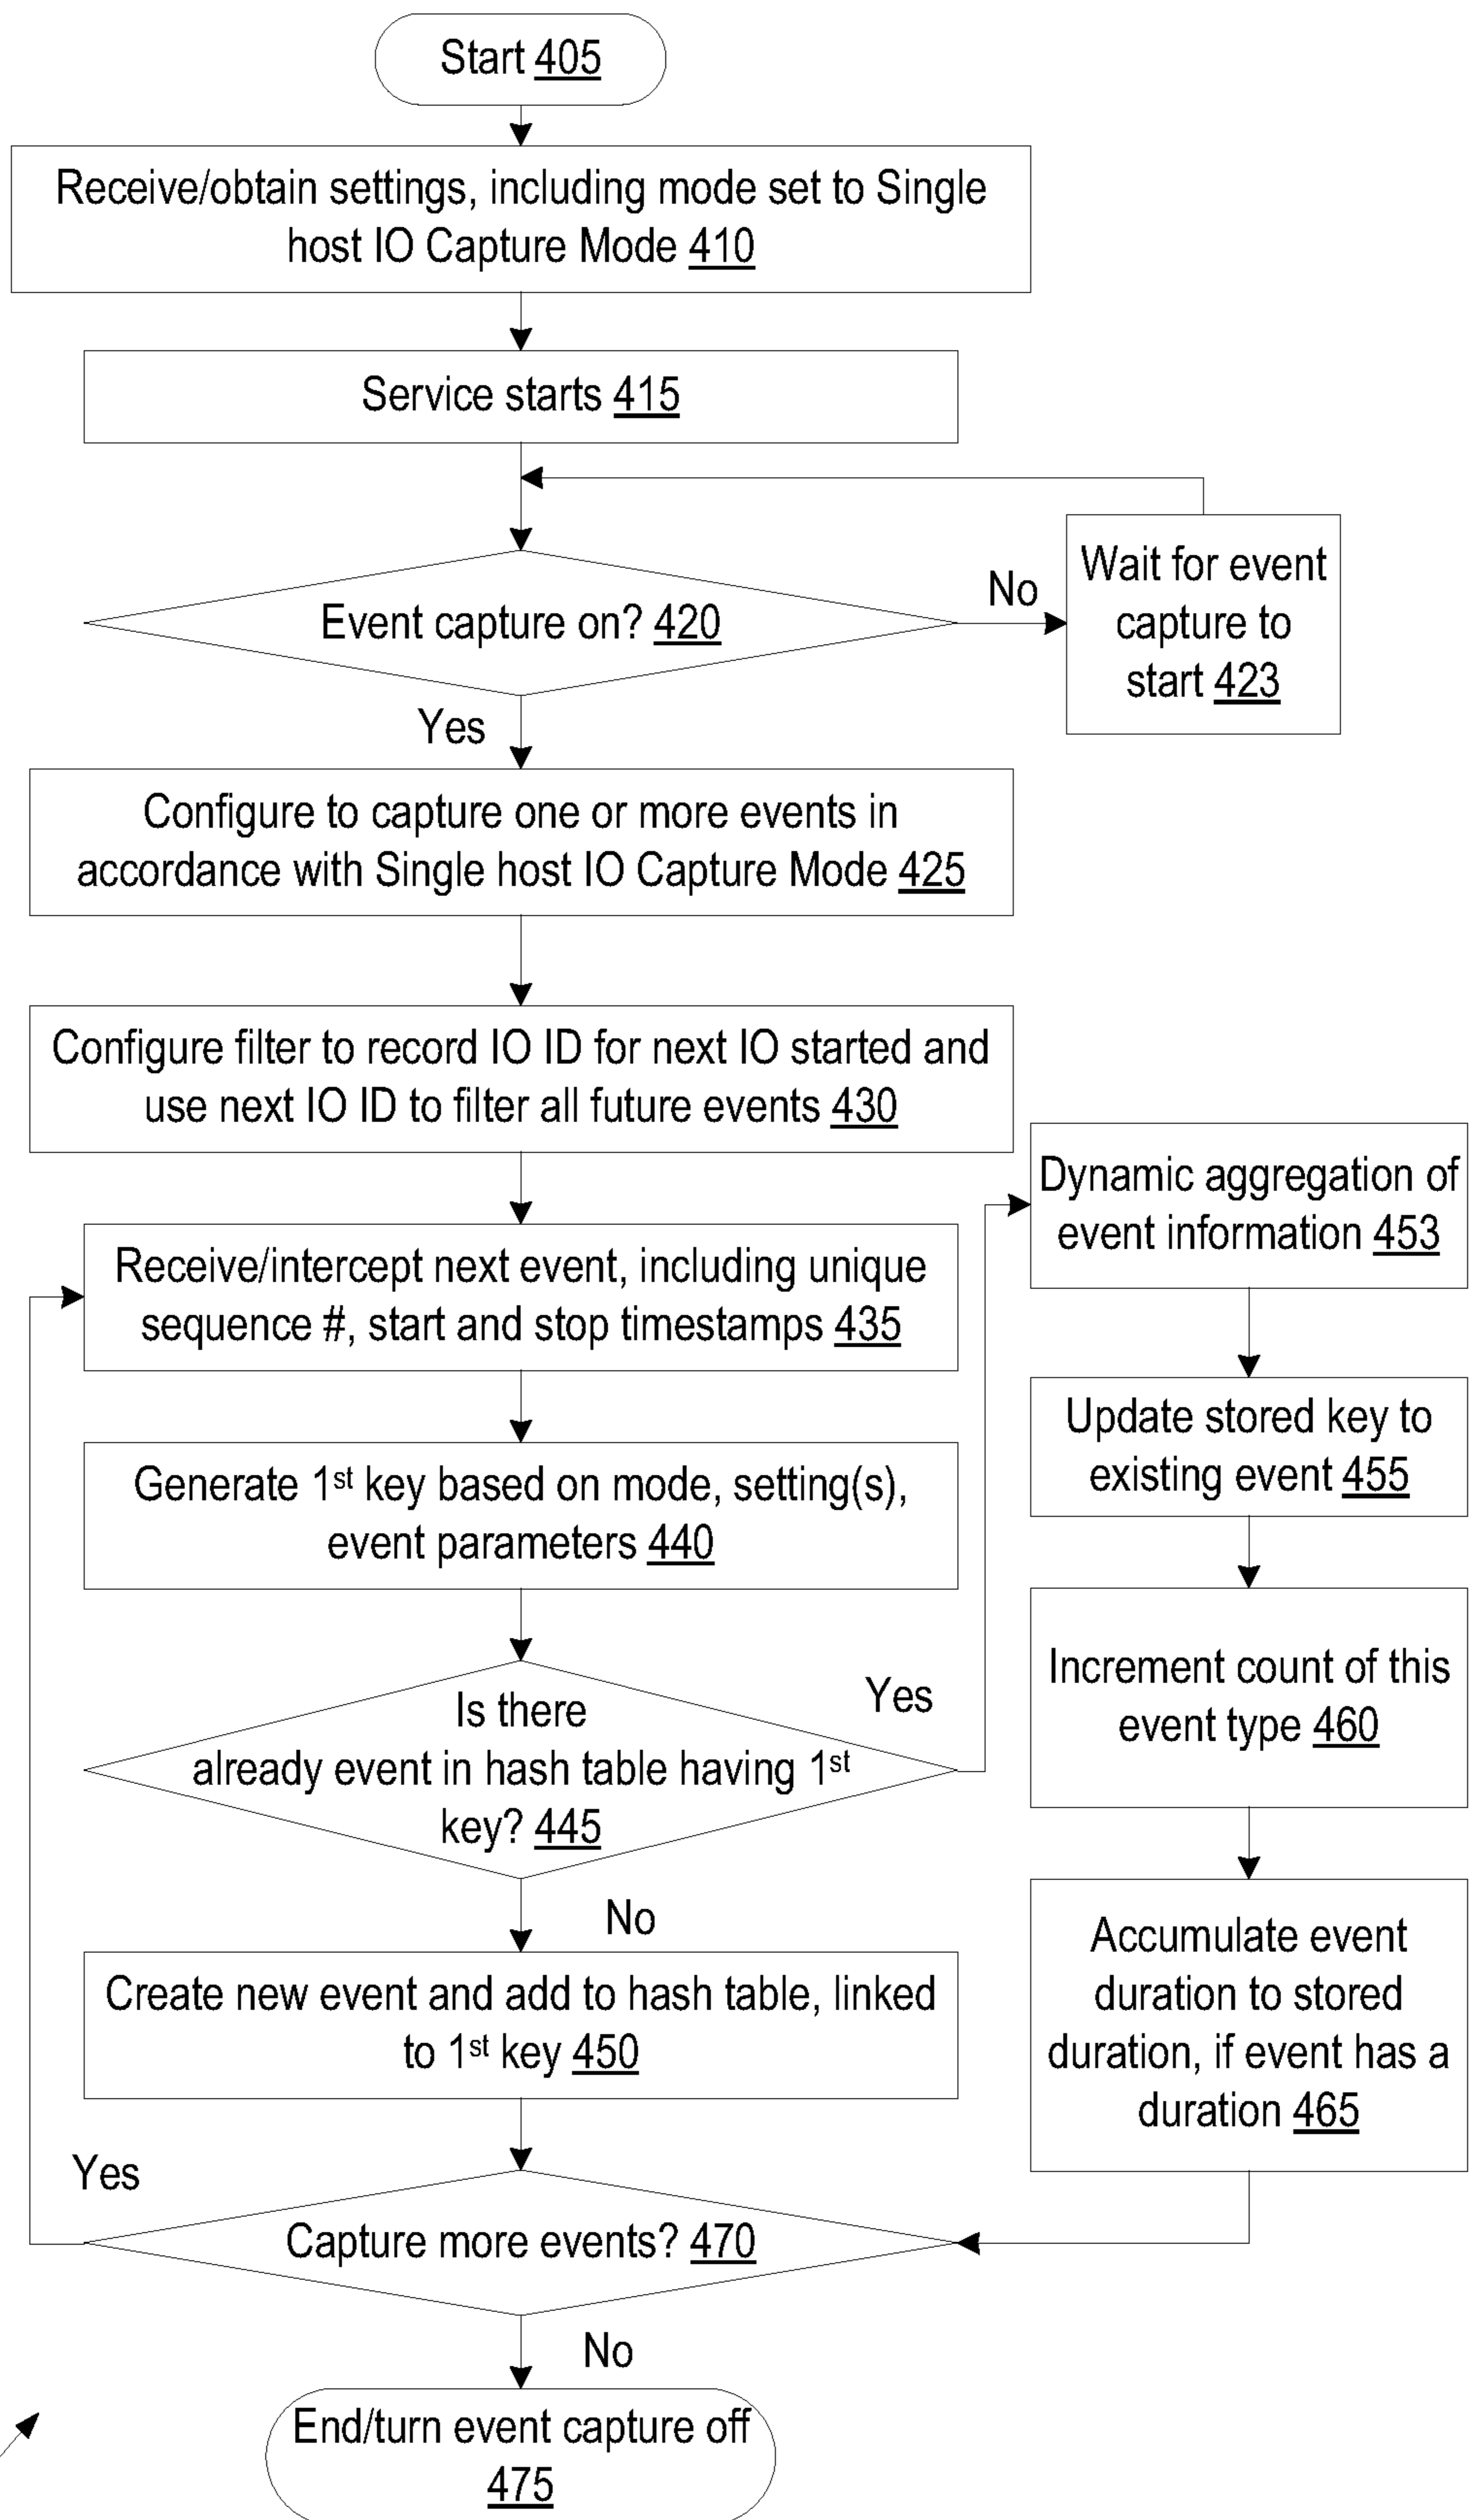 Start 405
Receive/obtain settings, including mode set to Single
host IO Capture Mode 410
Service starts 415
Event capture on? 420
No
Wait for event
capture to
start 423
Yes
Configure to capture one or more events in
accordance with Single host IO Capture Mode 425
Configure filter to record IO ID for next IO started and
use next IO ID to filter all future events 430
Receive/intercept next event, including unique
sequence #, start and stop timestamps 435
Generate 1st key based on mode, setting(s),
event parameters 440
Is there
already event in hash table having 1st
key? 445
Yes
Dynamic aggregation of
event information 453
Update stored key to
existing event 455
Increment count of this
event type 460
Accumulate event
duration to stored
duration, if event has a
duration 465
No
Create new event and add to hash table, linked
to 1st key 450
Yes
Capture more events? 470
No
End/turn event capture off
475